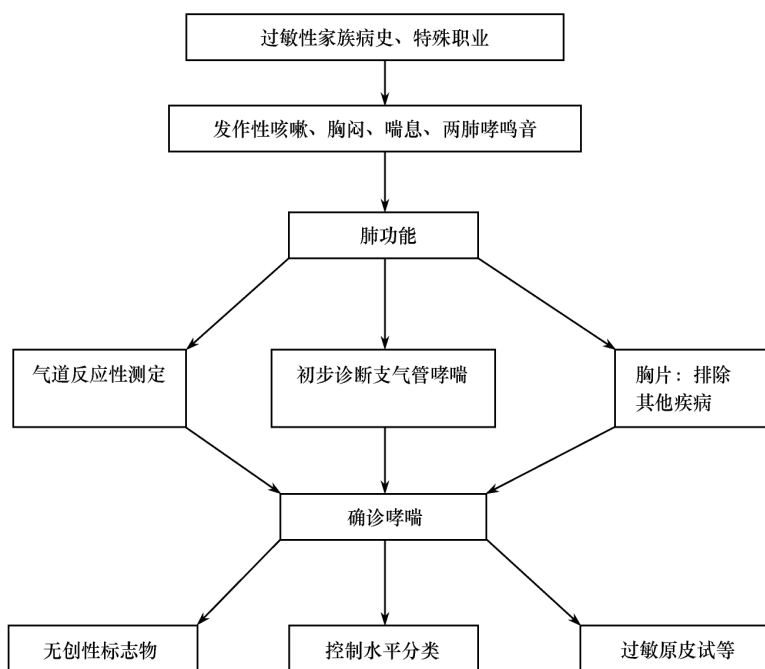 过敏性家族病史、特殊职业
发作性咳嗽、胸闷、喘息、两肺哮鸣音
肺功能
气道反应性测定
初步诊断支气管哮喘
胸片：排除
其他疾病
确诊哮喘
无创性标志物
控制水平分类
过敏原皮试等